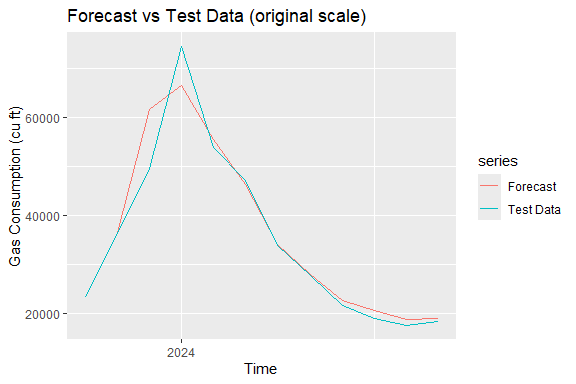 Forecast vs Test Data (original scale)
60000
40000
20000
Gas Consumption (cu ft)
2024
Time
series
Forecast
Test Data